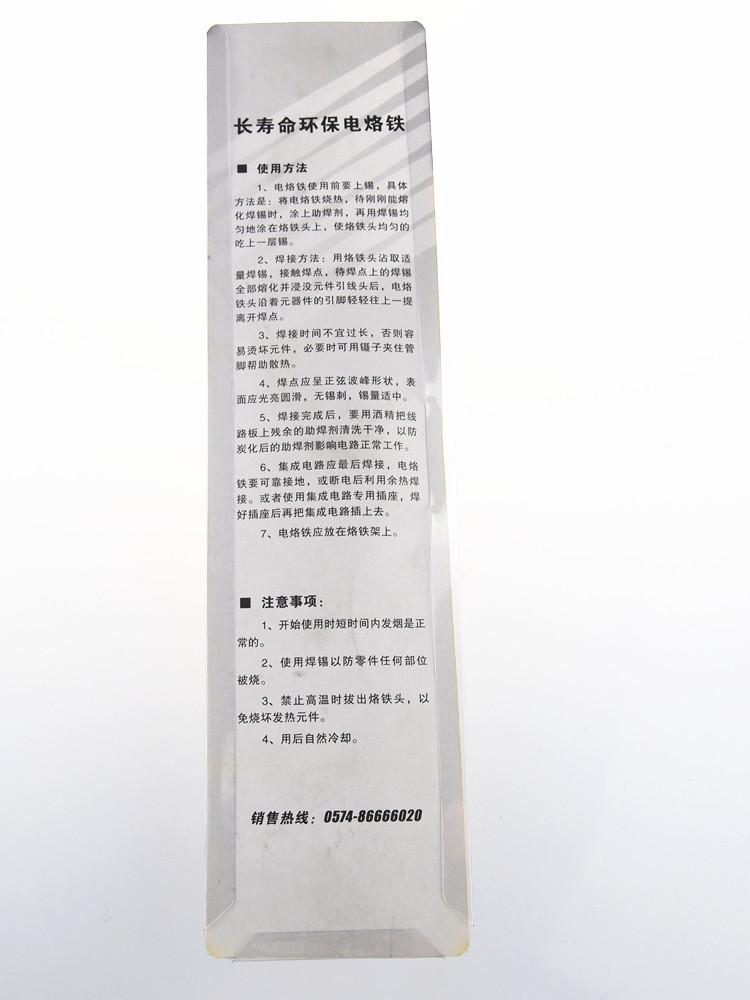 长寿命环保电烙铁
■ 使用方法
1、电烙铁使用前要上锡，具体
方法是：将电烙铁烧热，待刚刚能熔
化焊锡时，涂上助焊剂，再用焊锡均
匀地涂在烙铁头上，使烙铁头均匀的
吃上一层锡。
2、焊接方法：用烙铁头沾取适
量焊锡，接触焊点，待焊点上的焊锡
全部熔化并浸没元件引线头后，电烙
铁头沿着元器件的引脚轻轻往上一提
离开焊点。
3、焊接时间不宜过长，否则容
易烫坏元件，必要时可用镊子夹住管
脚帮助散热。
4、焊点应呈正弦波峰形状，表
面应光亮圆滑，无锡刺，锡量适中。
5、焊接完成后，要用酒精把线
路板上残余的助焊剂清洗干净，以防
炭化后的助焊剂影响电路正常工作。
6、集成电路应最后焊接，电烙
铁要可靠接地，或断电后利用余热焊
接。或者使用集成电路专用插座，焊
好插座后再把集成电路插上去。
7、电烙铁应放在烙铁架上。
■ 注意事项：
1、开始使用时短时间内发烟是正
常的。
2、使用焊锡以防零件任何部位
被烧。
3、禁止高温时拔出烙铁头，以
免烧坏发热元件。
4、用后自然冷却。
销售热线：0574-86666020